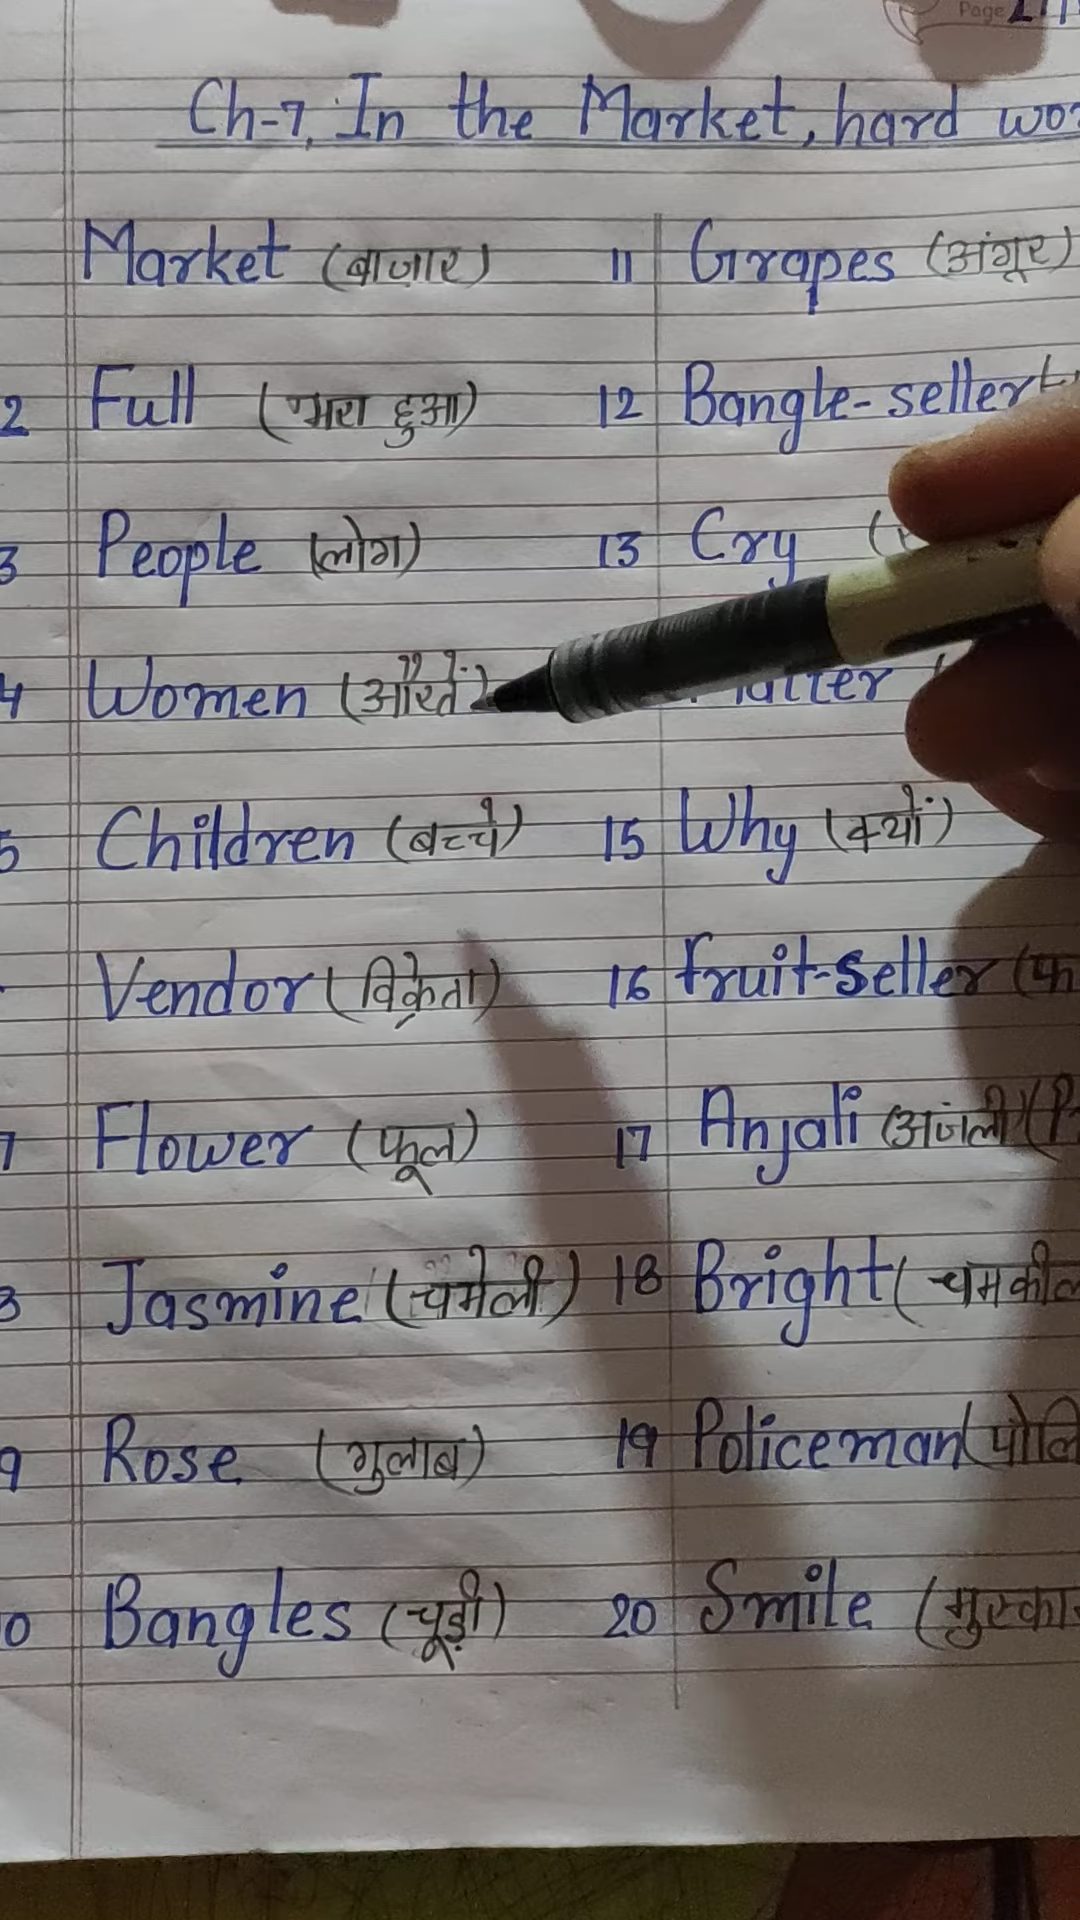 Page
Ch-7, In the Market, hard
Market (बाज़ार)
2 Full (भरा हुआ)
3 People (लोग)
4 Women (औरतें)
5 Children (बच्चे)
Vendor (विक्रेता)
7 Flower (फूल)
8 Jasmine (चमेली)
9 Rose (गुलाब)
0 Bangles (चूड़ी)
11 Grapes (अंगूर)
12 Bangle-seller
13 Cry
15 Why (क्यों)
16 fruit-seller
17 Anjali (अंजली)
18 Bright
19 Policeman
20 Smile